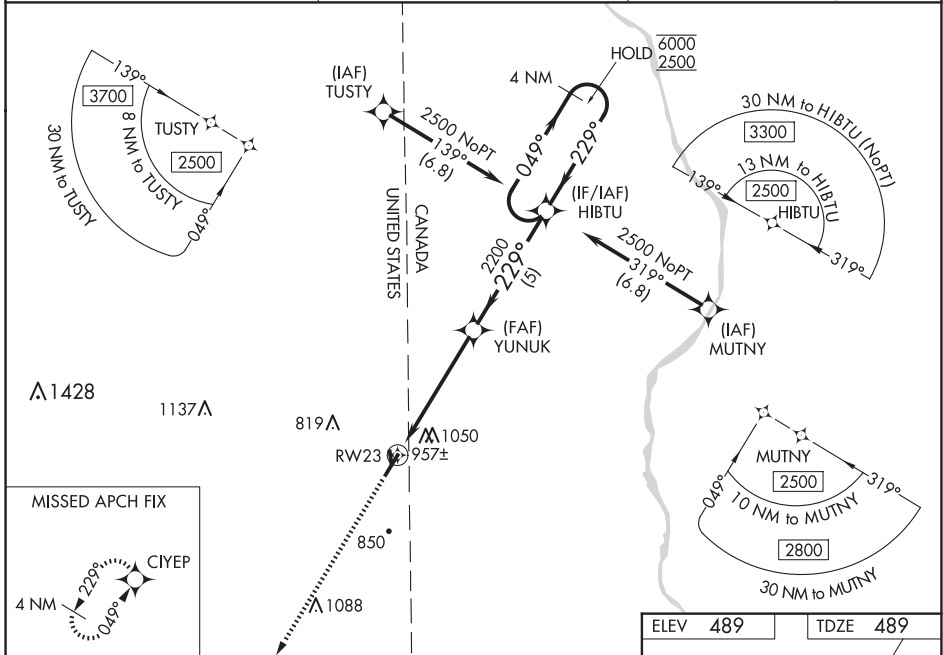 139°
3700
TUSTY
8 NM to TUSTY
2500
30 NM to TUSTY
049°
(IAF)
TUSTY
2500 NoPT
139°
(6.8)
HOLD 6000
2500
4 NM
049°
229°
(IF/IAF)
HIBTU
30 NM to HIBTU (NoPT)
3300
13 NM to HIBTU
2500
139°
HIBTU
319°
CANADA
UNITED STATES
2200
229°
(5)
2500 NoPT
319°
(6.8)
(FAF)
YUNUK
(IAF)
MUTNY
1428
1137
819
1050
RW23
957±
850
1088
MUTNY
2500
049°
319°
10 NM to MUTNY
2800
30 NM to MUTNY
MISSED APCH FIX
CIYEP
4 NM
229°
049°
ELEV 489
TDZE 489